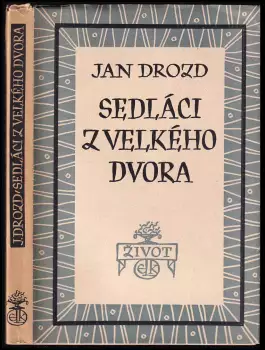 J. DROZD • SEDLÁCI Z VELKÉHO DVORA
ELK
JAN DROZD
SEDLÁCI
Z VELKÉHO
DVORA
ŽIVOT
ELK